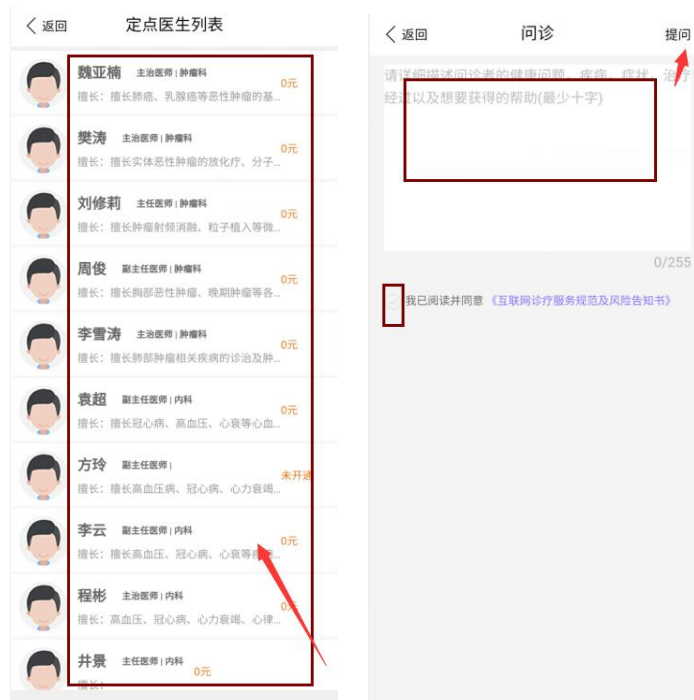 返回
定点医生列表
魏亚楠 主治医师 | 肿瘤科
0元
擅长：擅长肺癌、乳腺癌等恶性肿瘤的基...
樊涛 主治医师 | 肿瘤科
0元
擅长：擅长实体恶性肿瘤的放化疗、分子...
刘修莉 主任医师 | 肿瘤科
0元
擅长：擅长肿瘤射频消融、粒子植入等微...
周俊 副主任医师 | 肿瘤科
0元
擅长：擅长胸部恶性肿瘤、晚期肿瘤等各...
李雪涛 主治医师 | 肿瘤科
0元
擅长：擅长肺部肿瘤相关疾病的诊治及肿...
袁超 副主任医师 | 内科
0元
擅长：擅长冠心病、高血压、心衰等心血...
方玲 副主任医师 |
未开通
擅长：擅长高血压病、冠心病、心力衰竭...
李云 副主任医师 | 内科
0元
擅长：擅长高血压、冠心病、心衰等疾病...
程彬 主治医师 | 内科
0元
擅长：高血压、冠心病、心力衰竭、心律...
井景 主任医师 | 内科
0元
擅长：
返回
问诊
提问
请详细描述问诊者的健康问题，疾病、症状、治疗
经过以及想要获得的帮助(最少十字)
0/255
我已阅读并同意 《互联网诊疗服务规范及风险告知书》